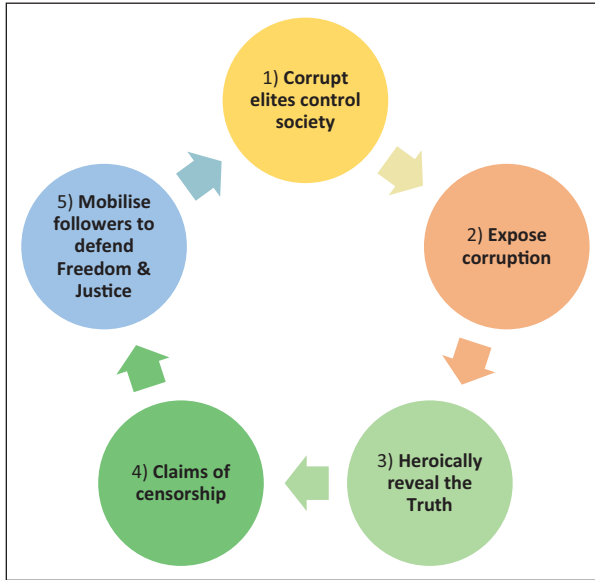 1) Corrupt
elites control
society
2) Expose
corruption
3) Heroically
reveal the
Truth
4) Claims of
censorship
5) Mobilise
followers to
defend
Freedom &
Justice